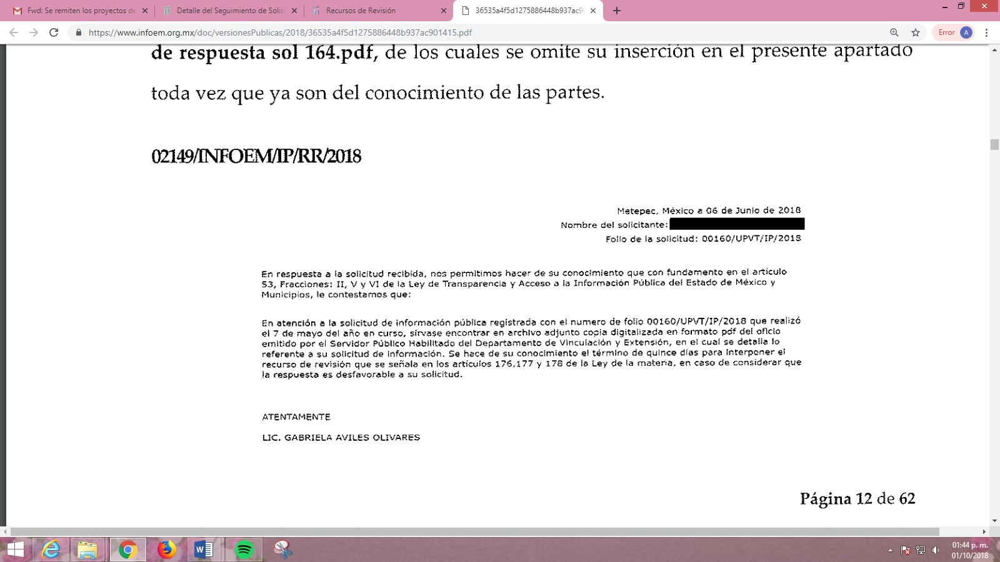 Fwd: Se remiten los proyectos de
Detalle del Seguimiento de Solici
Recursos de Revisión
36535a4f5d1275886448b937ac90
https://www.infoem.org.mx/doc/versionesPublicas/2018/36535a4f5d1275886448b937ac901415.pdf
Error
A
de respuesta sol 164.pdf, de los cuales se omite su inserción en el presente apartado
toda vez que ya son del conocimiento de las partes.
02149/INFOEM/IP/RR/2018
Metepec, México a 06 de Junio de 2018
Nombre del solicitante:
Folio de la solicitud: 00160/UPVT/IP/2018
En respuesta a la solicitud recibida, nos permitimos hacer de su conocimiento que con fundamento en el artículo
53, Fracciones: II, V y VI de la Ley de Transparencia y Acceso a la Información Pública del Estado de México y
Municipios, le contestamos que:
En atención a la solicitud de información pública registrada con el numero de folio 00160/UPVT/IP/2018 que realizó
el 7 de mayo del año en curso, sírvase encontrar en archivo adjunto copia digitalizada en formato pdf del oficio
emitido por el Servidor Público Habilitado del Departamento de Vinculación y Extensión, en el cual se detalla lo
referente a su solicitud de información. Se hace de su conocimiento el término de quince días para interponer el
recurso de revisión que se señala en los artículos 176,177 y 178 de la Ley de la materia, en caso de considerar que
la respuesta es desfavorable a su solicitud.
ATENTAMENTE
LIC. GABRIELA AVILES OLIVARES
Página 12 de 62
01:44 p. m.
01/10/2018